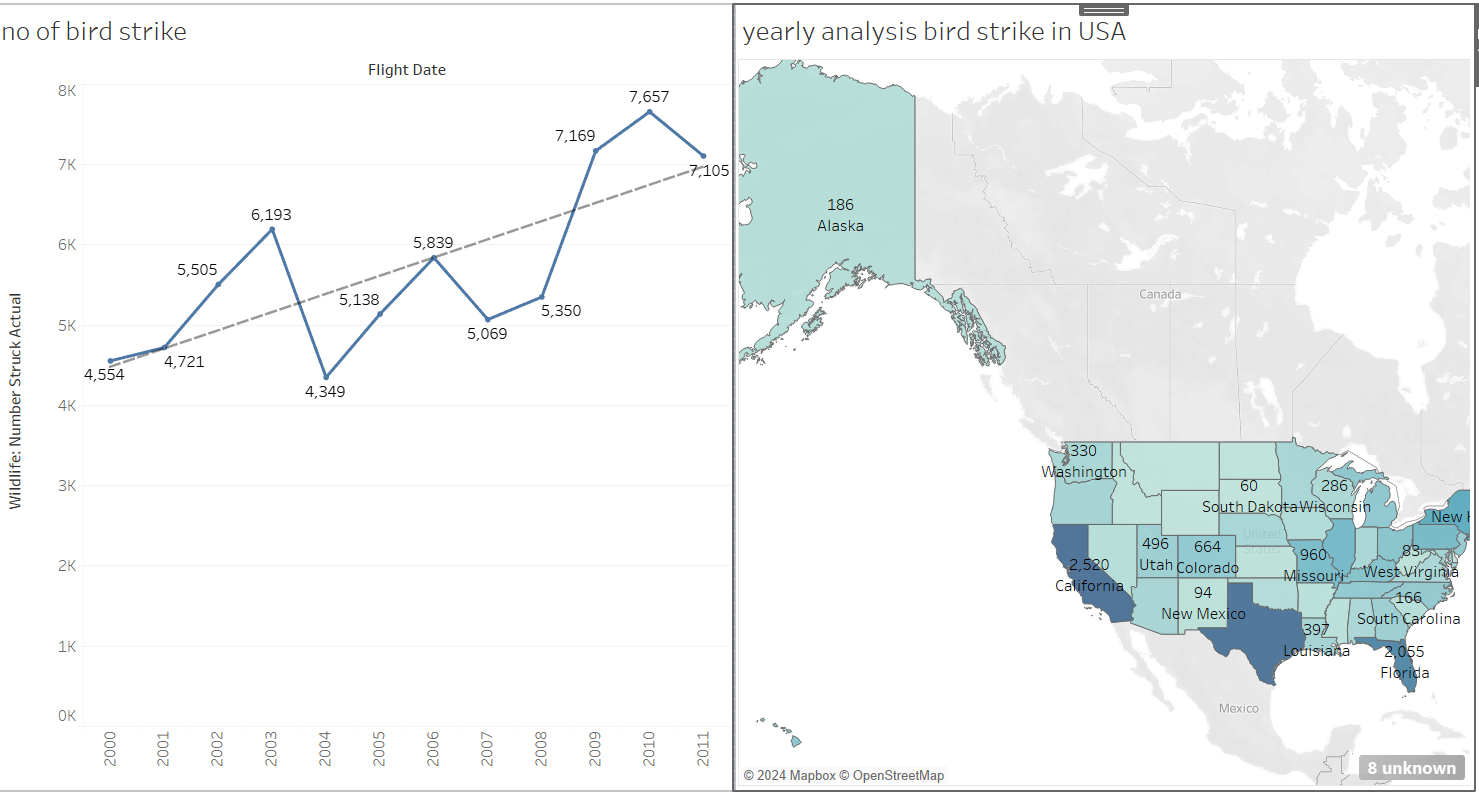 no of bird strike
Flight Date
Wildlife: Number Struck Actual
8K
7K
6K
5K
4K
3K
2K
1K
0K
4,554
4,721
5,505
6,193
4,349
5,138
5,839
5,069
5,350
7,169
7,657
7,105
2000
2001
2002
2003
2004
2005
2006
2007
2008
2009
2010
2011
yearly analysis bird strike in USA
186
Alaska
Canada
330
Washington
60
South Dakota
286
Wisconsin
New
United
States
2,520
California
496
Utah
664
Colorado
960
Missouri
83
West Virginia
94
New Mexico
166
South Carolina
397
Louisiana
2,055
Florida
Mexico
© 2024 Mapbox © OpenStreetMap
8 unknown